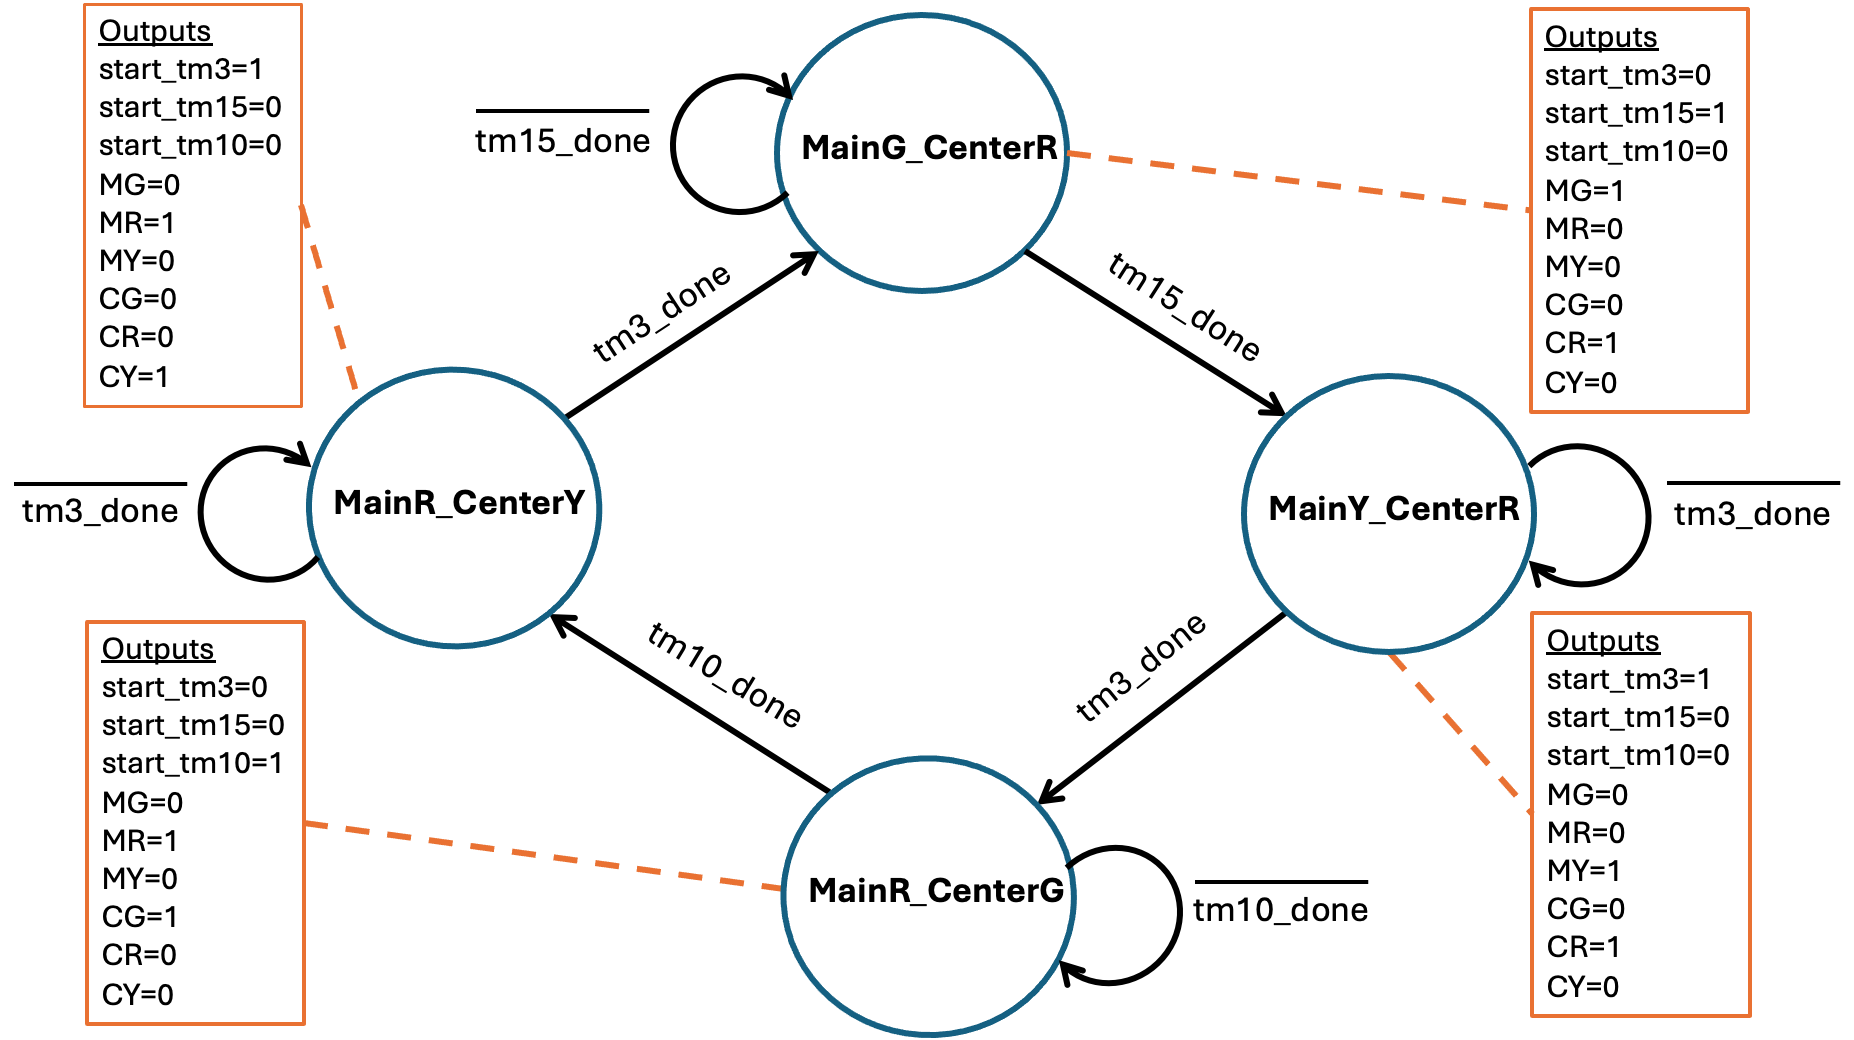 Outputs
start_tm3=1
start_tm15=0
start_tm10=0
MG=0
MR=1
MY=0
CG=0
CR=0
CY=1
tm15_done
MainG_CenterR
Outputs
start_tm3=0
start_tm15=1
start_tm10=0
MG=1
MR=0
MY=0
CG=0
CR=1
CY=0
tm3_done
tm15_done
tm3_done
MainR_CenterY
MainY_CenterR
tm3_done
Outputs
start_tm3=0
start_tm15=0
start_tm10=1
MG=0
MR=1
MY=0
CG=1
CR=0
CY=0
tm10_done
tm3_done
MainR_CenterG
tm10_done
Outputs
start_tm3=1
start_tm15=0
start_tm10=0
MG=0
MR=0
MY=1
CG=0
CR=1
CY=0